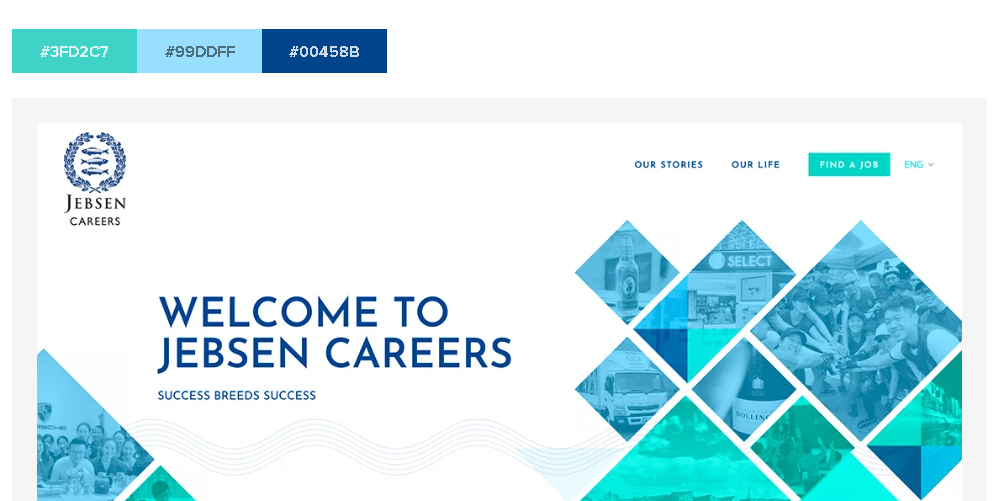 #3FD2C7 #99DDFF #00458B
JEBSEN
CAREERS
OUR STORIES OUR LIFE FIND A JOB ENG
SELECT
WELCOME TO
JEBSEN CAREERS
SUCCESS BREEDS SUCCESS